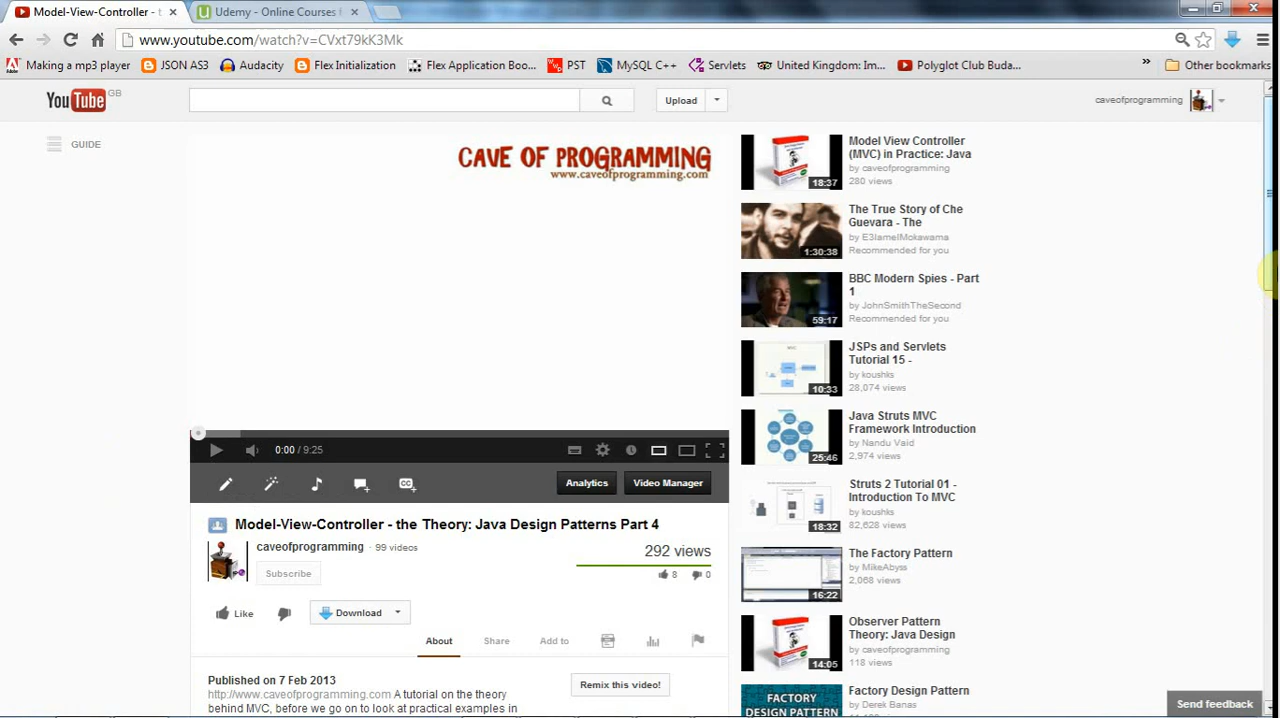 Model-View-Controller - t
Udemy - Online Courses f
www.youtube.com/watch?v=CVxt79kK3Mk
Making a mp3 player
JSON AS3
Audacity
Flex Initialization
Flex Application Boo...
PST
MySQL C++
Servlets
United Kingdom: Im...
Polyglot Club Buda...
»
Other bookmarks
YouTube GB
Upload
caveofprogramming
GUIDE
CAVE OF PROGRAMMING
www.caveofprogramming.com
0:00 / 9:25
CC
Analytics
Video Manager
Model-View-Controller - the Theory: Java Design Patterns Part 4
caveofprogramming · 99 videos
Subscribe
292 views
8 0
Like
Download
About
Share
Add to
Published on 7 Feb 2013
http://www.caveofprogramming.com A tutorial on the theory
behind MVC, before we go on to look at practical examples in
Remix this video!
18:37
Model View Controller
(MVC) in Practice: Java
by caveofprogramming
280 views
1:30:38
The True Story of Che
Guevara - The
by E3lamelMokawama
Recommended for you
59:17
BBC Modern Spies - Part
1
by JohnSmithTheSecond
Recommended for you
MVC
10:33
JSPs and Servlets
Tutorial 15 -
by koushks
28,074 views
25:46
Java Struts MVC
Framework Introduction
by Nandu Vaid
2,974 views
18:32
Struts 2 Tutorial 01 -
Introduction To MVC
by koushks
82,628 views
16:22
The Factory Pattern
by MikeAbyss
2,068 views
14:05
Observer Pattern
Theory: Java Design
by caveofprogramming
118 views
FACTORY
DESIGN PATTERN
Factory Design Pattern
by Derek Banas
Send feedback